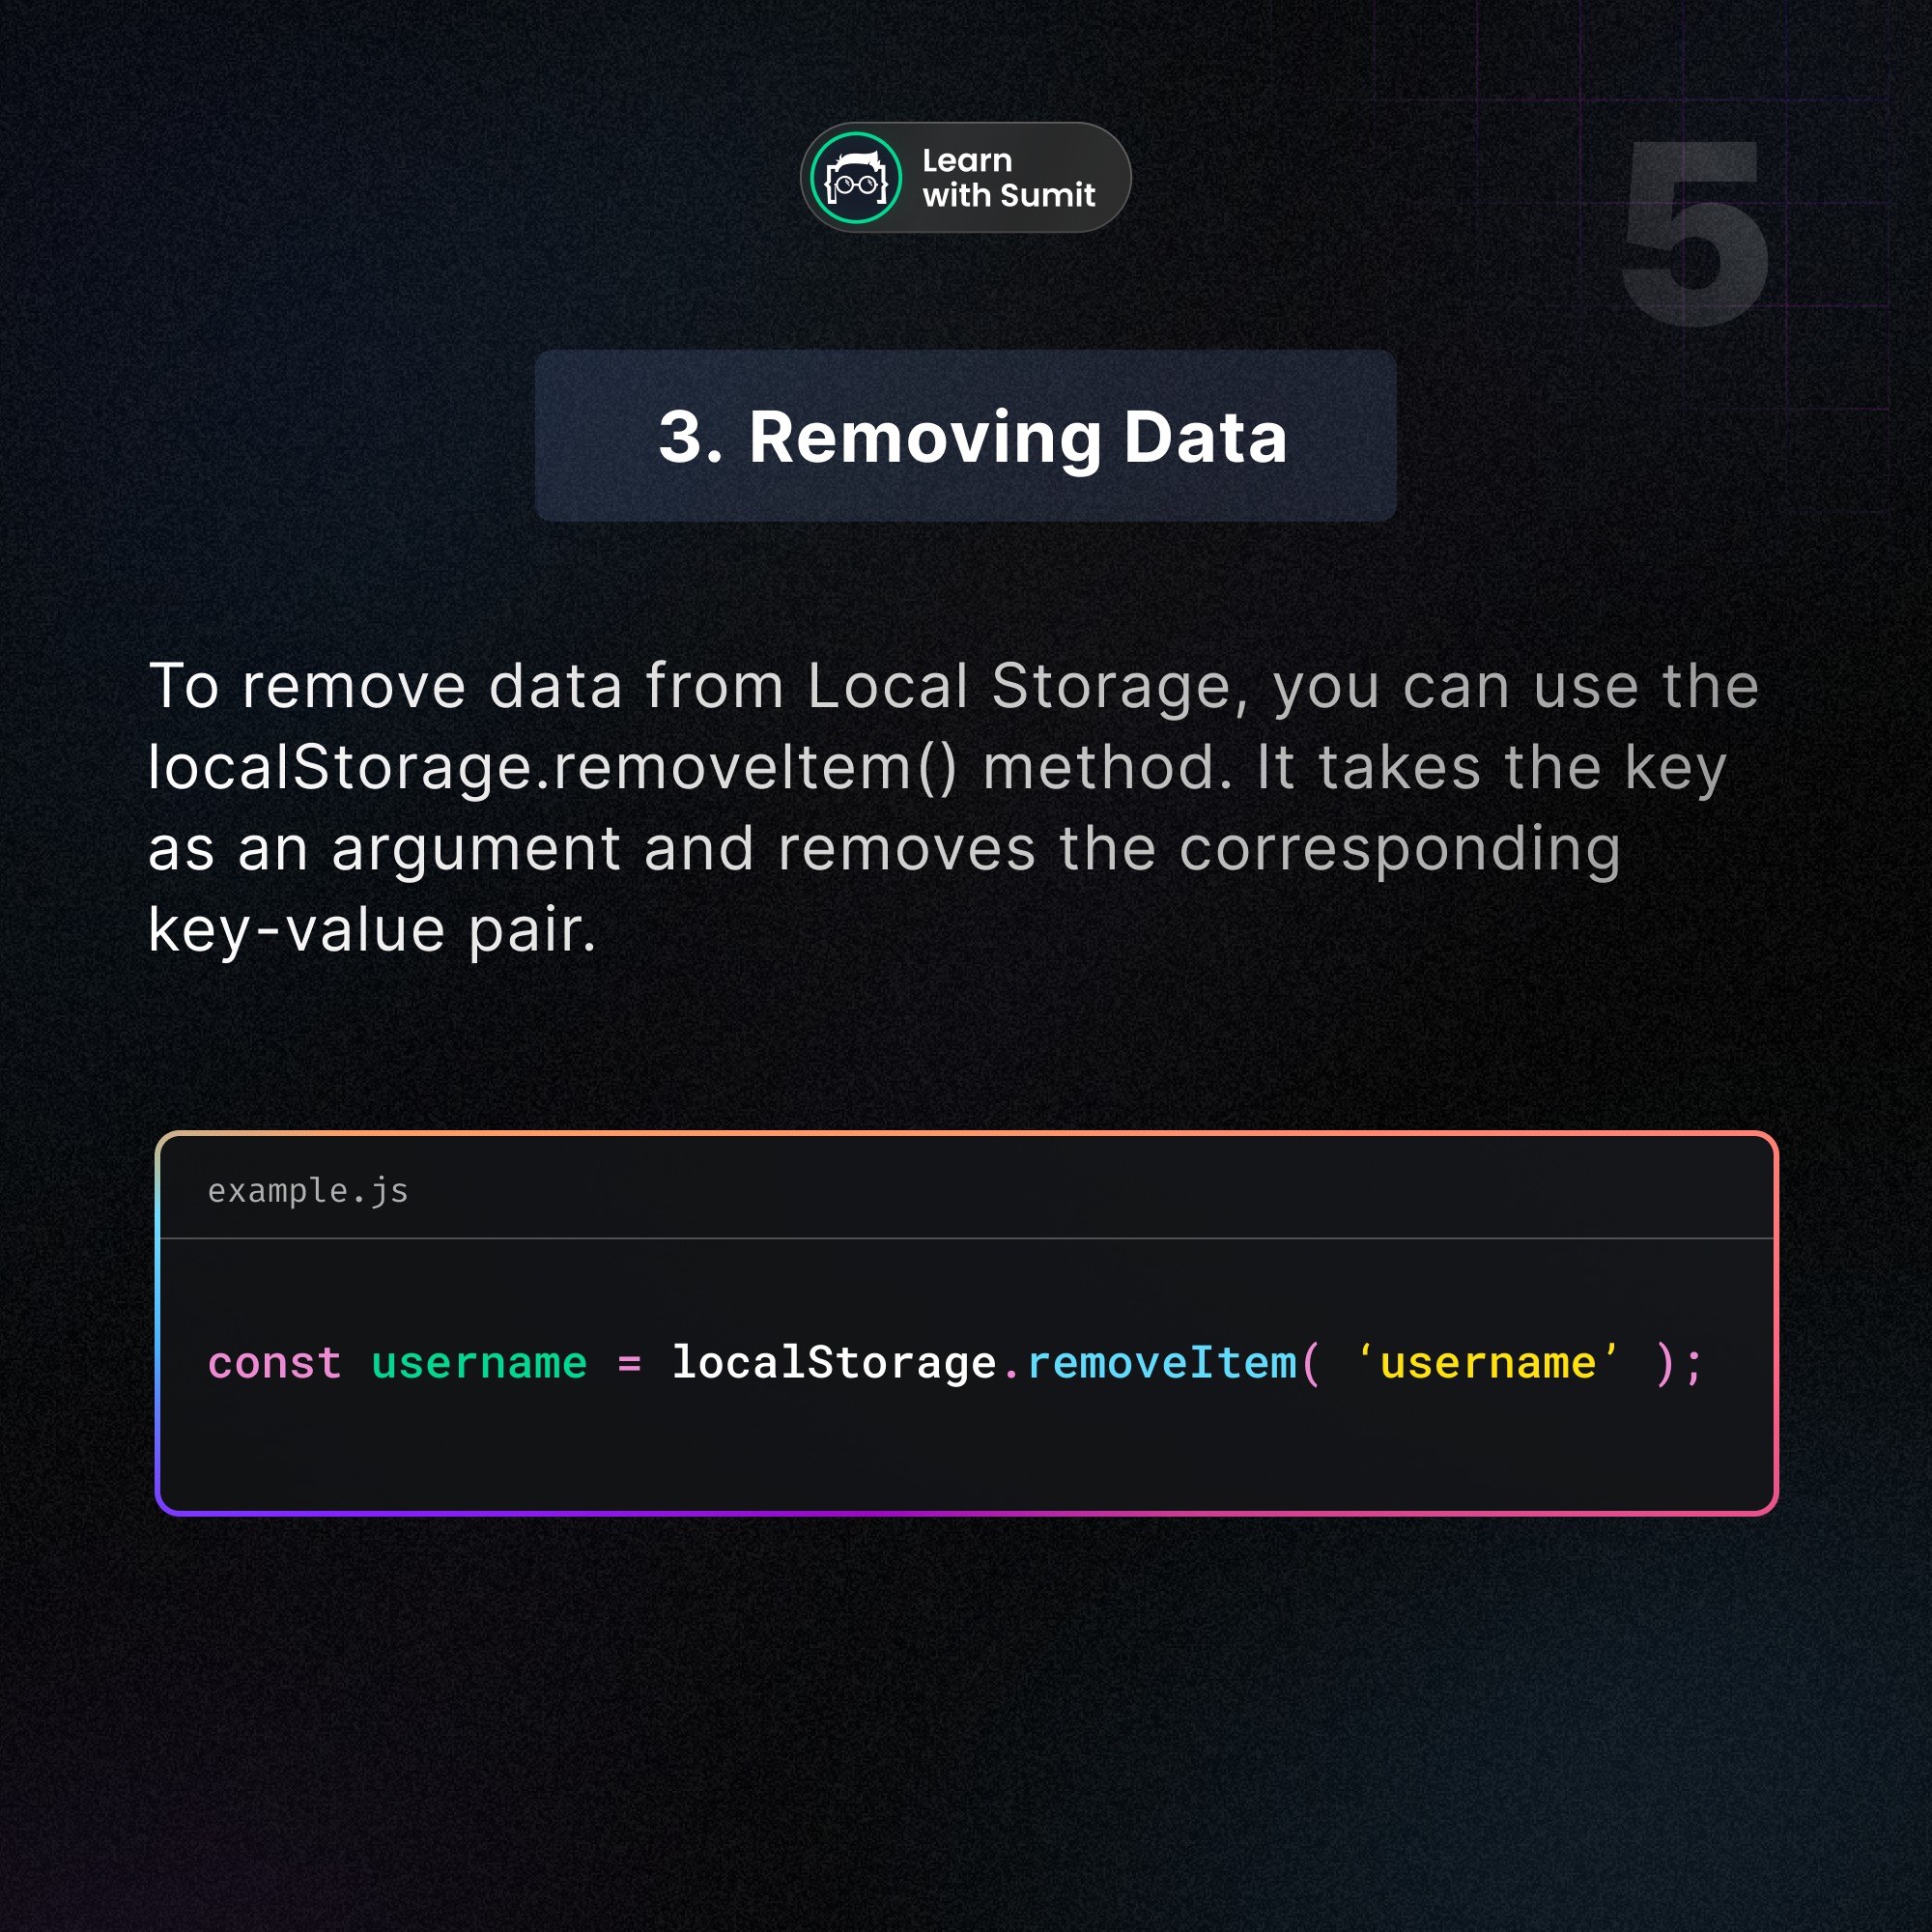 Learn
with Sumit
5
3. Removing Data
To remove data from Local Storage, you can use the
localStorage.removeItem() method. It takes the key
as an argument and removes the corresponding
key-value pair.
example.js
const username = localStorage.removeItem( ‘username’ );